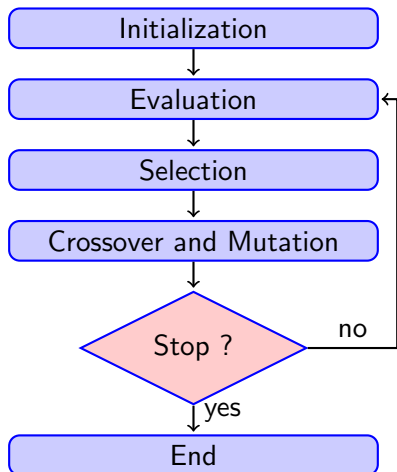 Initialization
Evaluation
Selection
Crossover and Mutation
Stop ?
no
yes
End